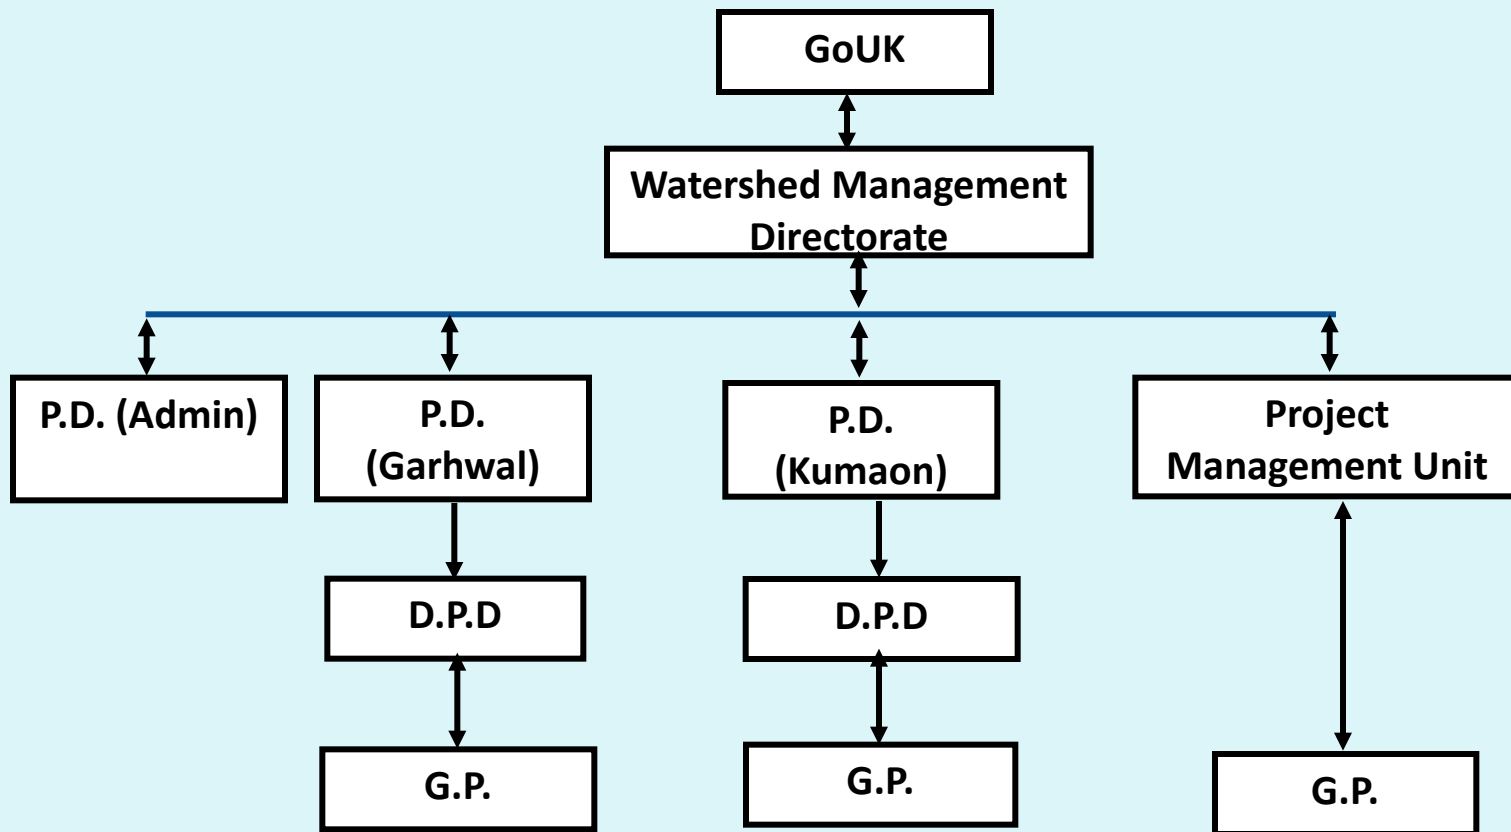 GoUK
Watershed Management
Directorate
P.D. (Admin)
P.D.
(Garhwal)
P.D.
(Kumaon)
Project
Management Unit
D.P.D
D.P.D
G.P.
G.P.
G.P.